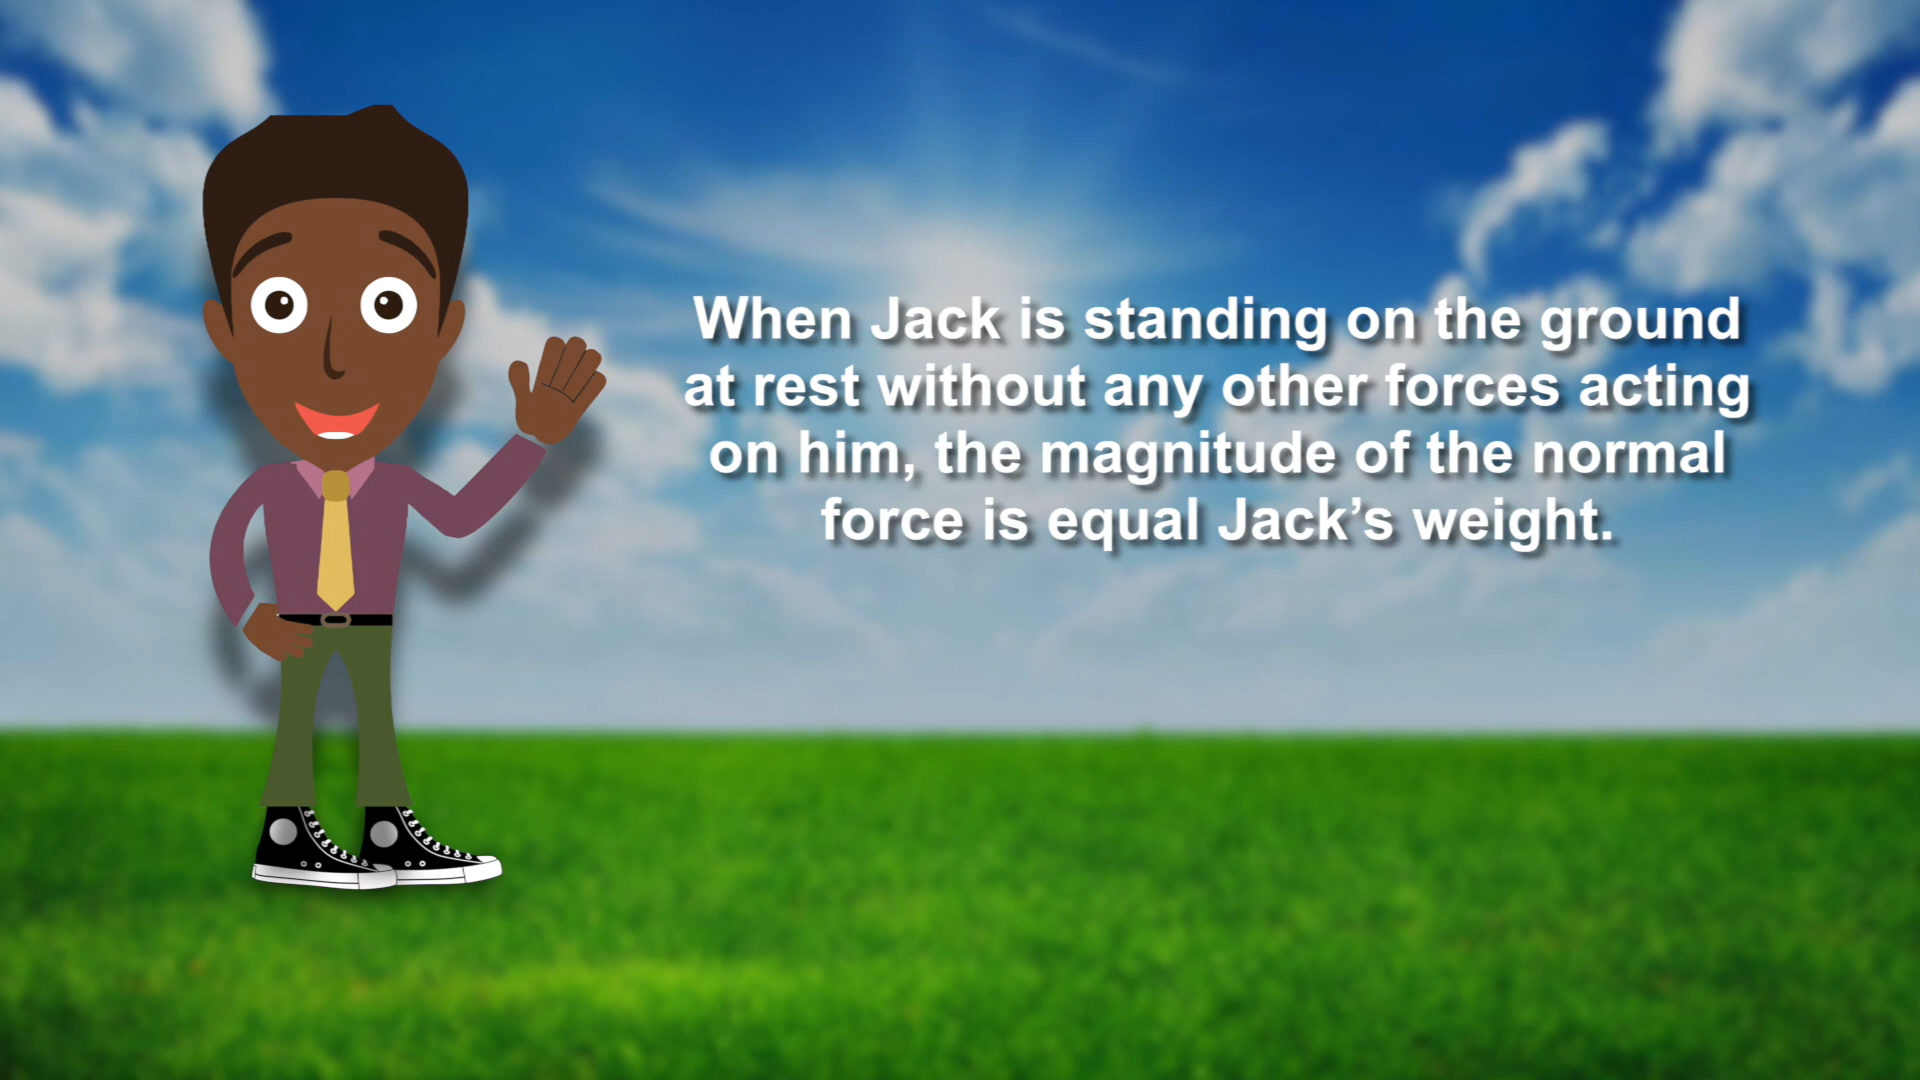 When Jack is standing on the ground
at rest without any other forces acting
on him, the magnitude of the normal
force is equal Jack’s weight.